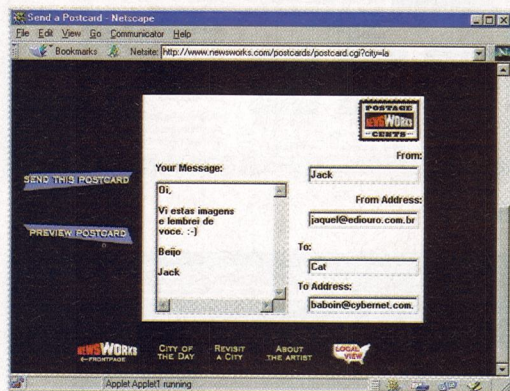 Send a Postcard - Netscape
File Edit View Go Communicator Help
Bookmarks Netsite: http://www.newsworks.com/postcards/postcard.cgi?city=la
POSTAGE
NEWSWORKS
CENTS
From:
Your Message:
Jack
SEND THIS POSTCARD
Oi,
From Address:
Vi estas imagens
e lembrei de
voce. :-)
jaquel@ediouro.com.br
PREVIEW POSTCARD
Beijo
To:
Jack
Cat
To Address:
baboin@cybernet.com.
NEWSWORKS
FRONTPAGE
CITY OF
THE DAY
REVISIT
A CITY
ABOUT
THE ARTIST
LOCAL
VIEW
Applet Applet1 running